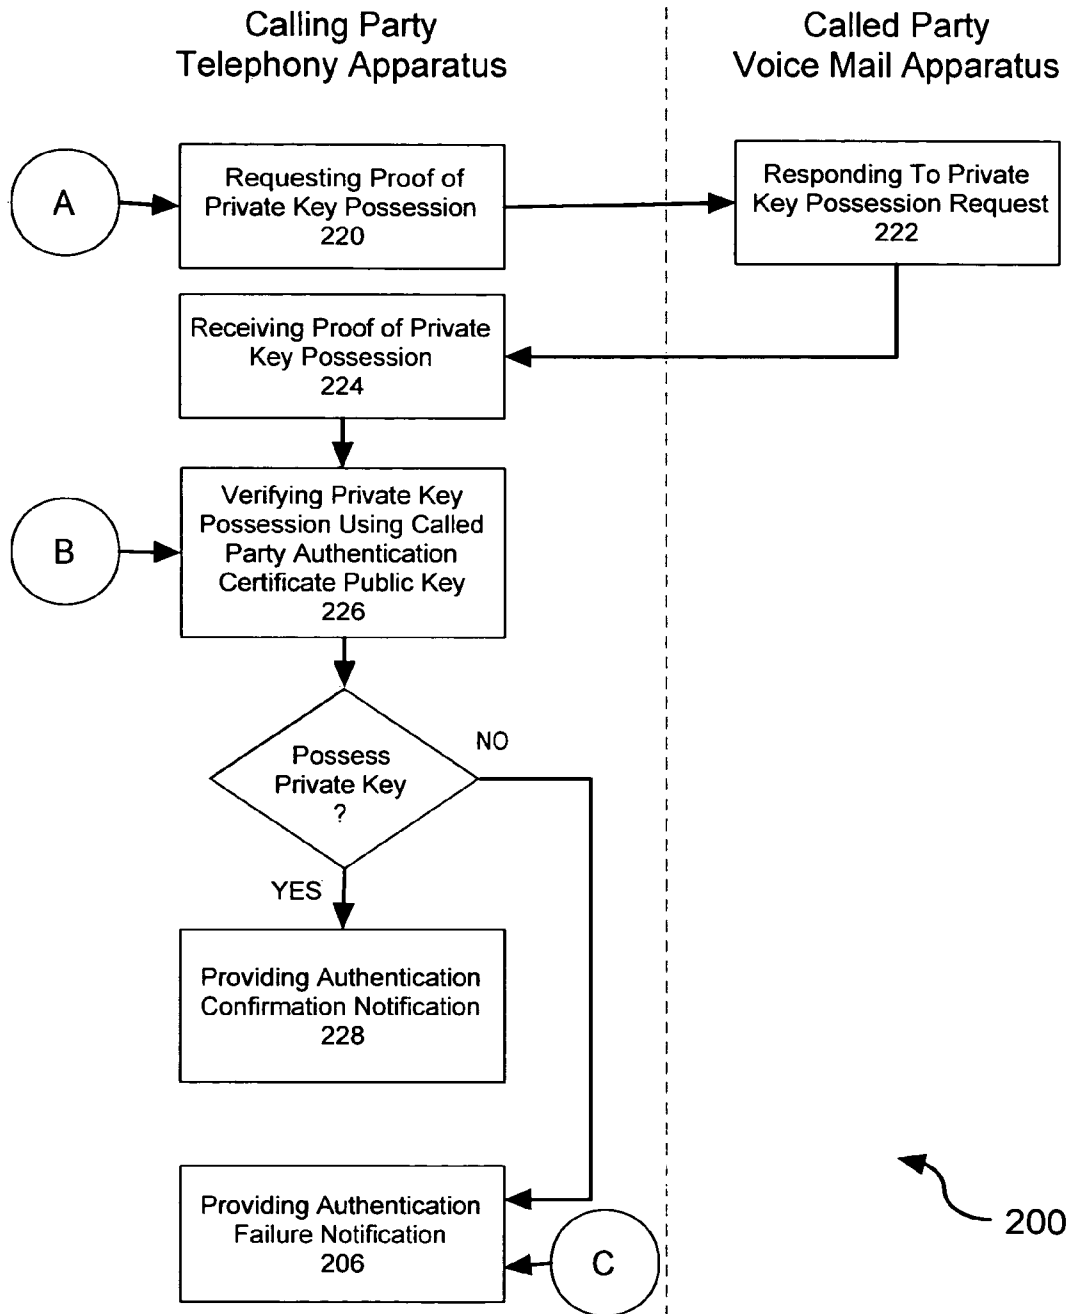 Calling Party
Telephony Apparatus
Called Party
Voice Mail Apparatus
A
Requesting Proof of
Private Key Possession
220
Responding To Private
Key Possession Request
222
Receiving Proof of Private
Key Possession
224
B
Verifying Private Key
Possession Using Called
Party Authentication
Certificate Public Key
226
Possess
Private Key
?
NO
YES
Providing Authentication
Confirmation Notification
228
Providing Authentication
Failure Notification
206
C
200